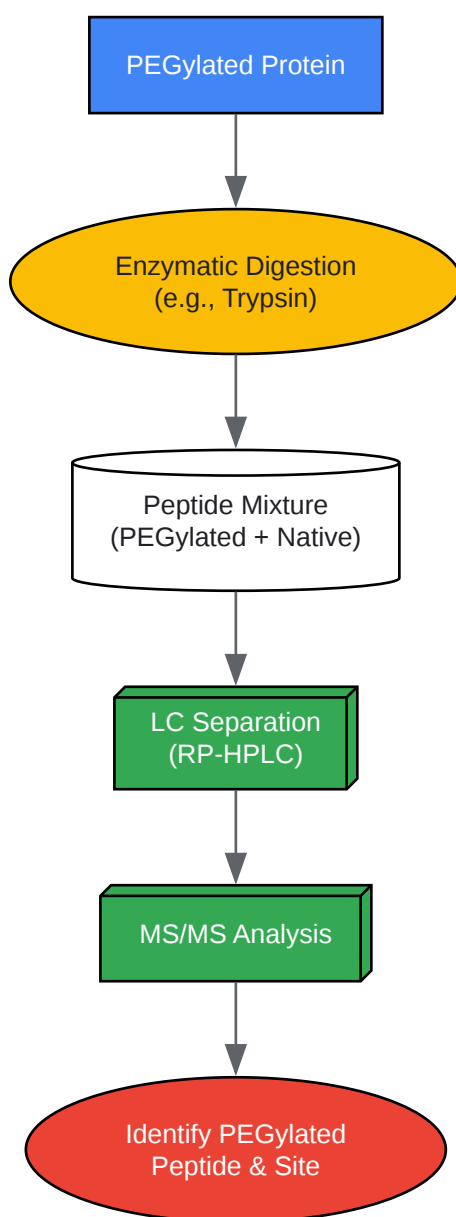 PEGylated Protein
Enzymatic Digestion
(e.g., Trypsin)
Peptide Mixture
(PEGylated + Native)
LC Separation
(RP-HPLC)
MS/MS Analysis
Identify PEGylated
Peptide & Site